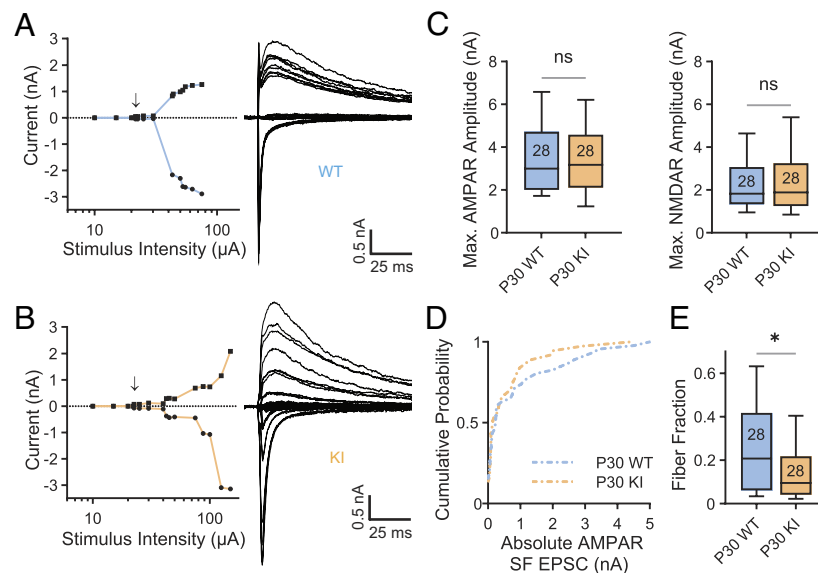 A
3
2
1
0
-1
-2
-3
Current (nA)
10
100
Stimulus Intensity (µA)
WT
0.5 nA
25 ms
B
3
2
1
0
-1
-2
-3
Current (nA)
10
100
Stimulus Intensity (µA)
KI
0.5 nA
25 ms
C
Max. AMPAR Amplitude (nA)
8
6
4
2
0
ns
28
28
P30 WT
P30 KI
Max. NMDAR Amplitude (nA)
8
6
4
2
0
ns
28
28
P30 WT
P30 KI
D
Cumulative Probability
1
0.5
0
0
1
2
3
4
5
P30 WT
P30 KI
Absolute AMPAR
SF EPSC (nA)
E
Fiber Fraction
0.6
0.4
0.2
0
*
28
28
P30 WT
P30 KI